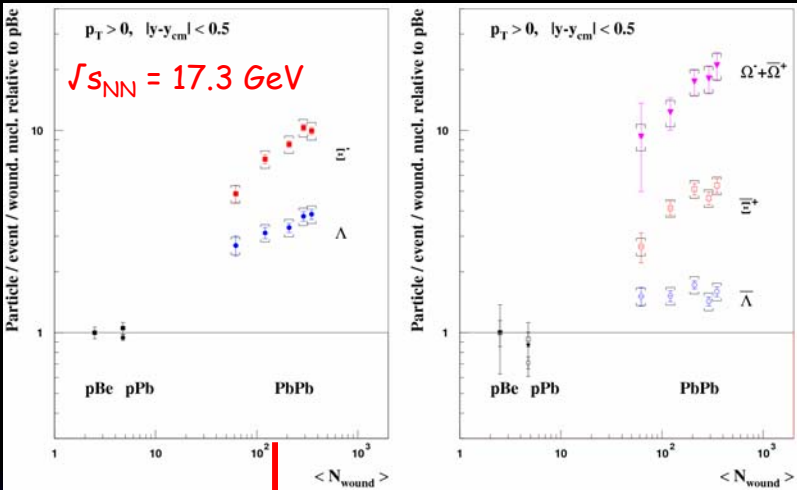 Particle / event / wound. nucl. relative to pBe
p_T > 0, |y-y_cm| < 0.5
√s_NN = 17.3 GeV
10
1
Ξ⁻
Λ
pBe pPb PbPb
1 10 10² 10³
< N_wound >
Particle / event / wound. nucl. relative to pBe
p_T > 0, |y-y_cm| < 0.5
Ω⁻+Ω̅⁺
10
1
Ξ̅⁺
Λ̅
pBe pPb PbPb
1 10 10² 10³
< N_wound >